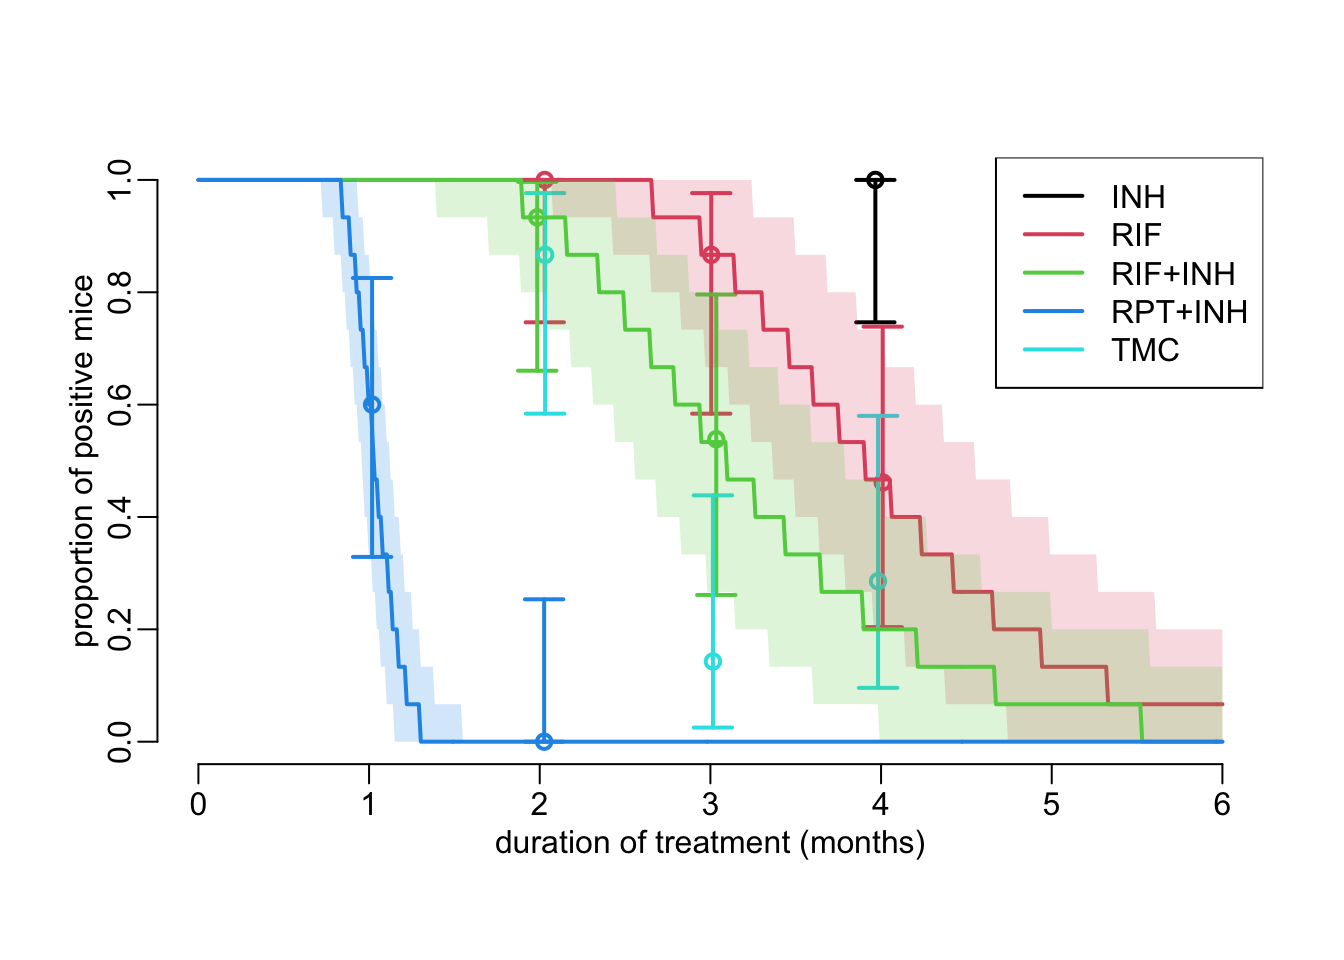 proportion of positive mice
1.0
0.8
0.6
0.4
0.2
0.0
INH
RIF
RIF+INH
RPT+INH
TMC
0 1 2 3 4 5 6
duration of treatment (months)